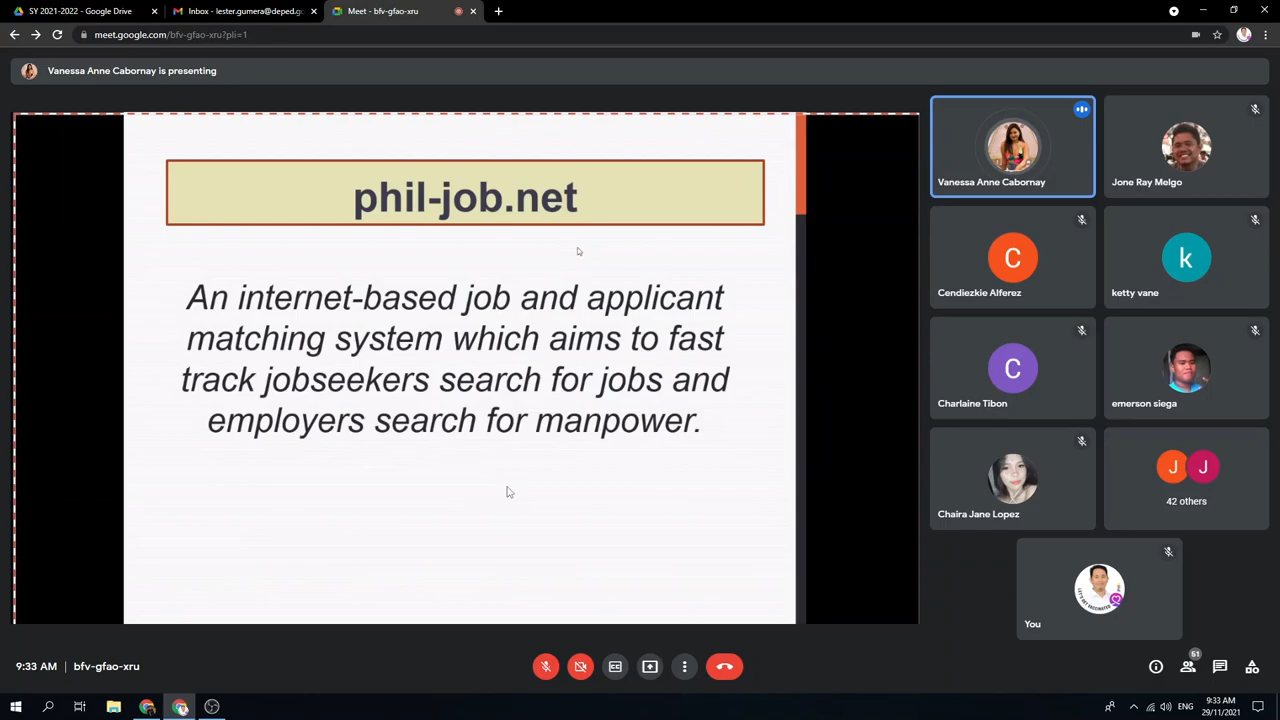 SY 2021-2022 - Google Drive
Inbox - lester.gumera@deped.go
Meet - bfv-gfao-xru
meet.google.com/bfv-gfao-xru?pli=1
Vanessa Anne Cabornay is presenting
phil-job.net
An internet-based job and applicant
matching system which aims to fast
track jobseekers search for jobs and
employers search for manpower.
Vanessa Anne Cabornay
Jone Ray Melgo
C
Cendiezkie Alferez
k
ketty vane
C
Charlaine Tibon
emerson siega
Chaira Jane Lopez
J J
42 others
You
9:33 AM | bfv-gfao-xru
51
ENG
9:33 AM
29/11/2021